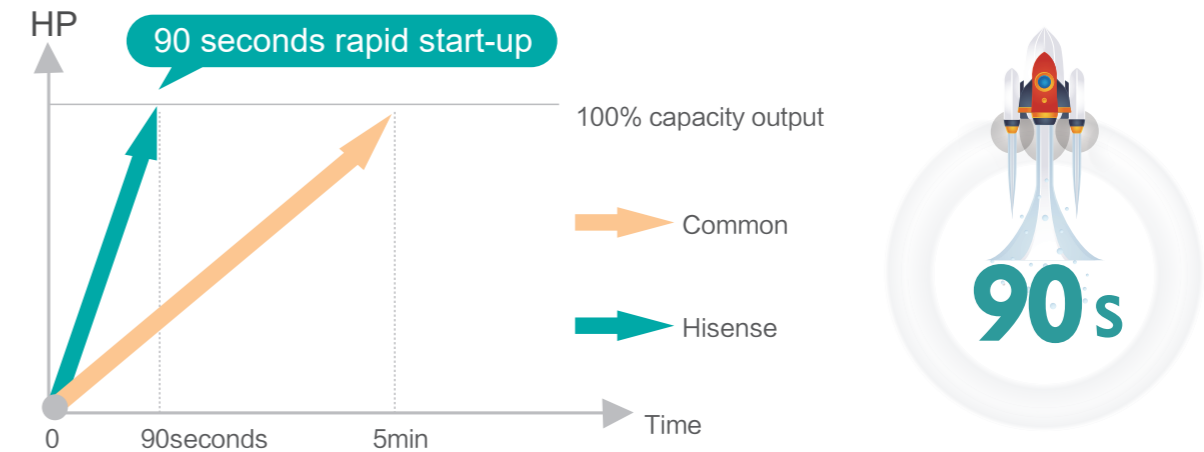 HP
90 seconds rapid start-up
100% capacity output
Common
Hisense
Time
0
90seconds
5min
90s